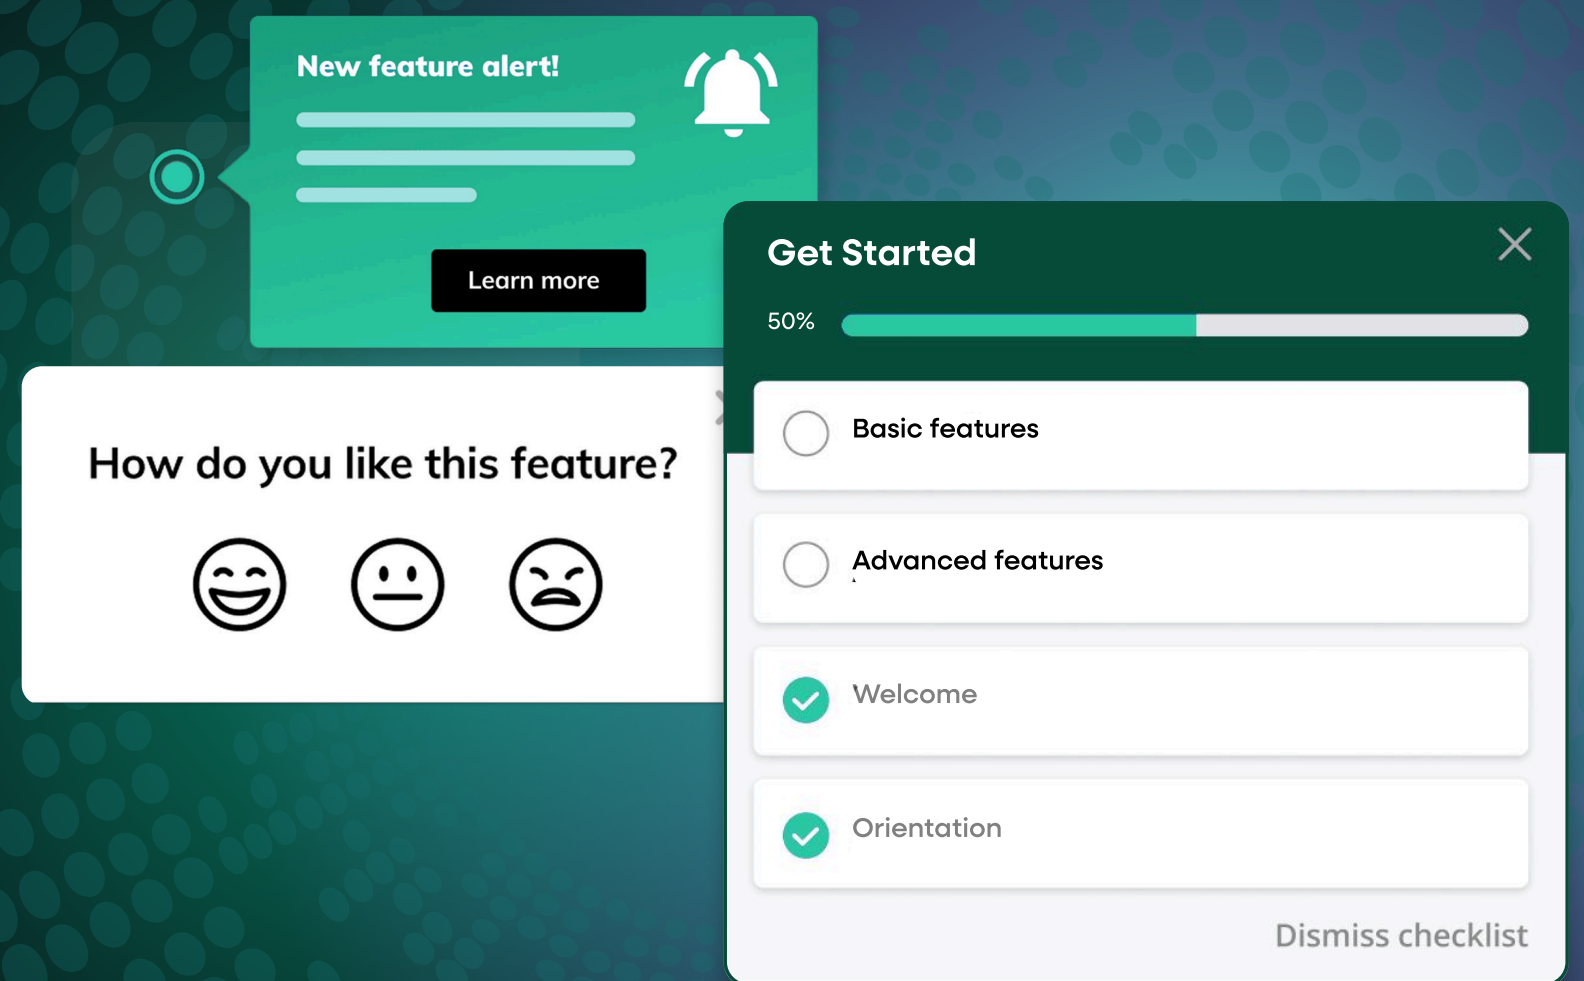 New feature alert!
Learn more
How do you like this feature?
Get Started
50%
Basic features
Advanced features
Welcome
Orientation
Dismiss checklist